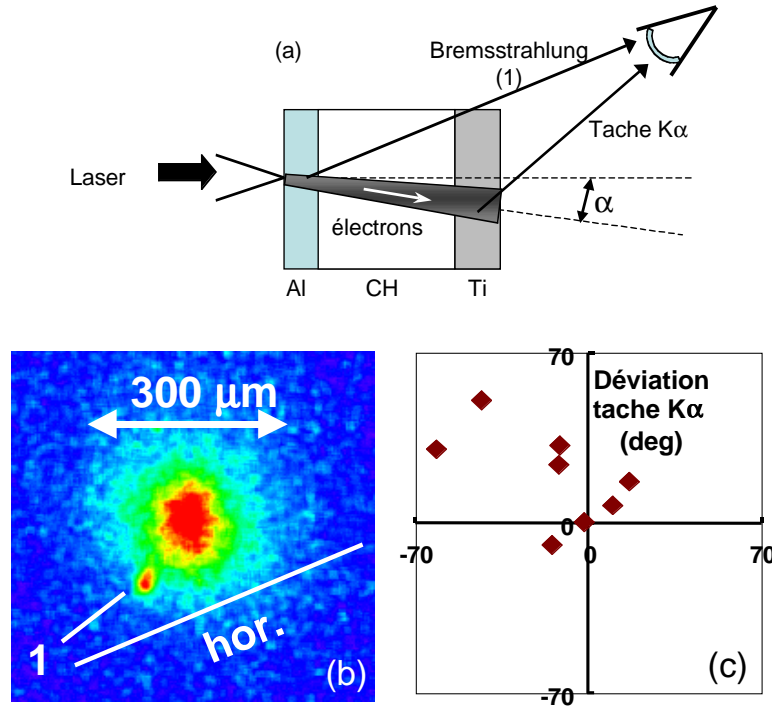 (a)
Bremsstrahlung
(1)
Tache Kα
Laser
α
électrons
Al
CH
Ti
300 μm
1
hor.
(b)
70
Déviation
tache Kα
(deg)
0
-70
0
70
-70
(c)